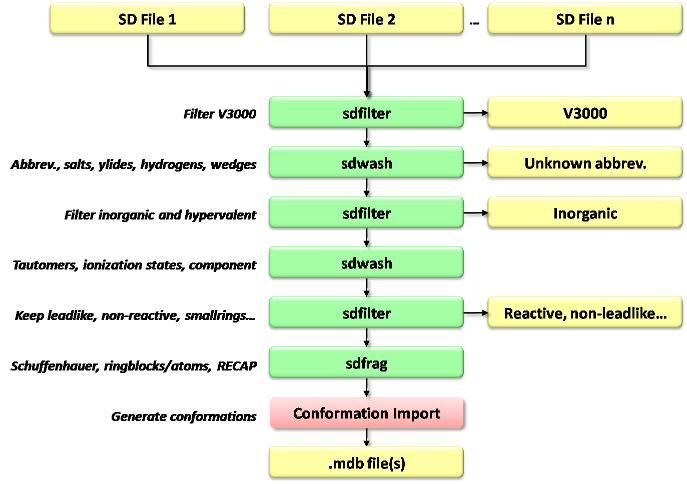 SD File 1
SD File 2
...
SD File n
Filter V3000
sdfilter
V3000
Abbrev., salts, ylides, hydrogens, wedges
sdwash
Unknown abbrev.
Filter inorganic and hypervalent
sdfilter
Inorganic
Tautomers, ionization states, component
sdwash
Keep leadlike, non-reactive, smallrings...
sdfilter
Reactive, non-leadlike...
Schuffenhauer, ringblocks/atoms, RECAP
sdfrag
Generate conformations
Conformation Import
.mdb file(s)